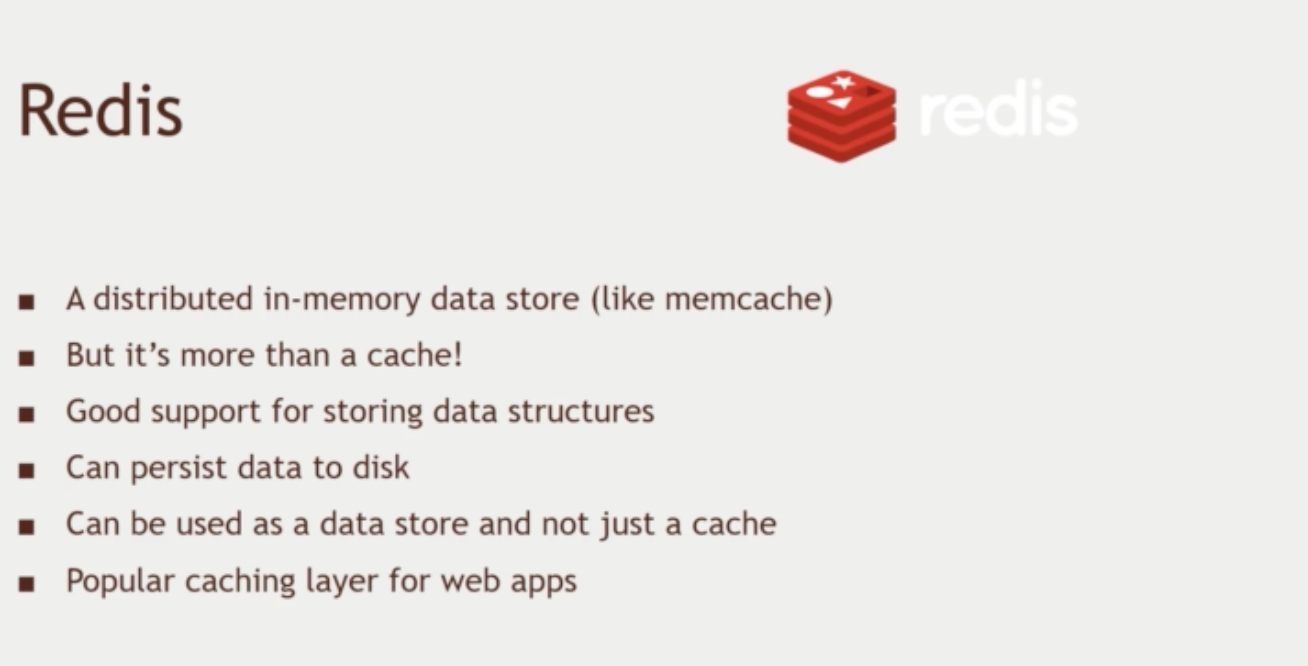 Redis
redis
A distributed in-memory data store (like memcache)
But it’s more than a cache!
Good support for storing data structures
Can persist data to disk
Can be used as a data store and not just a cache
Popular caching layer for web apps